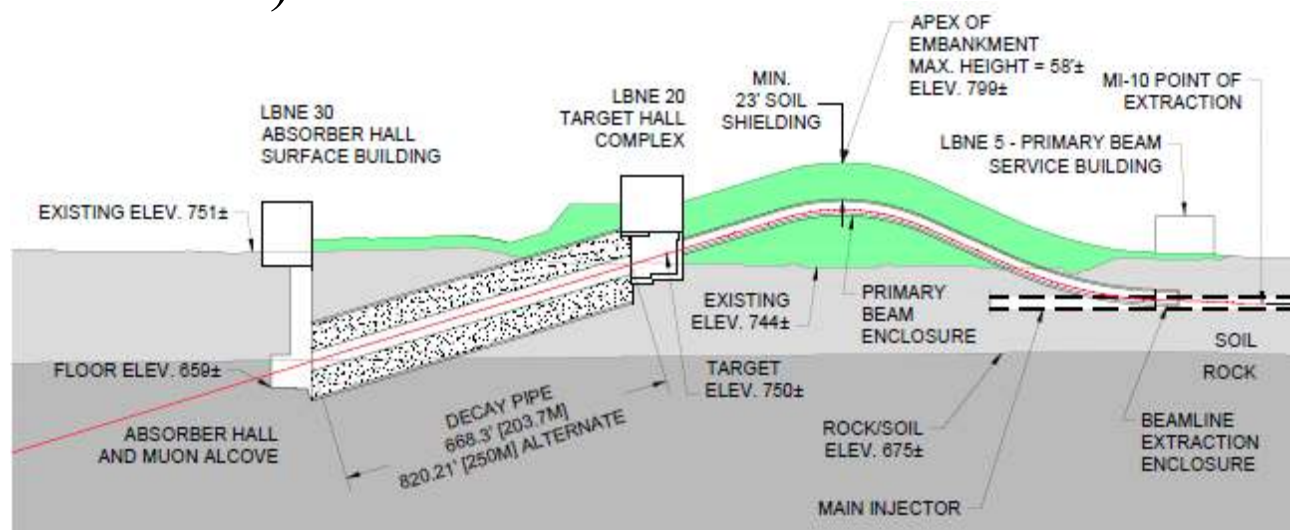 )
APEX OF
EMBANKMENT
MAX. HEIGHT = 58'±
ELEV. 799±
MIN.
23' SOIL
SHIELDING
MI-10 POINT OF
EXTRACTION
LBNE 20
TARGET HALL
COMPLEX
LBNE 30
ABSORBER HALL
SURFACE BUILDING
LBNE 5 - PRIMARY BEAM
SERVICE BUILDING
EXISTING ELEV. 751±
EXISTING
ELEV. 744±
PRIMARY
BEAM
ENCLOSURE
SOIL
ROCK
FLOOR ELEV. 659±
TARGET
ELEV. 750±
DECAY PIPE
668.3' [203.7M]
820.21' [250M] ALTERNATE
ABSORBER HALL
AND MUON ALCOVE
ROCK/SOIL
ELEV. 675±
BEAMLINE
EXTRACTION
ENCLOSURE
MAIN INJECTOR